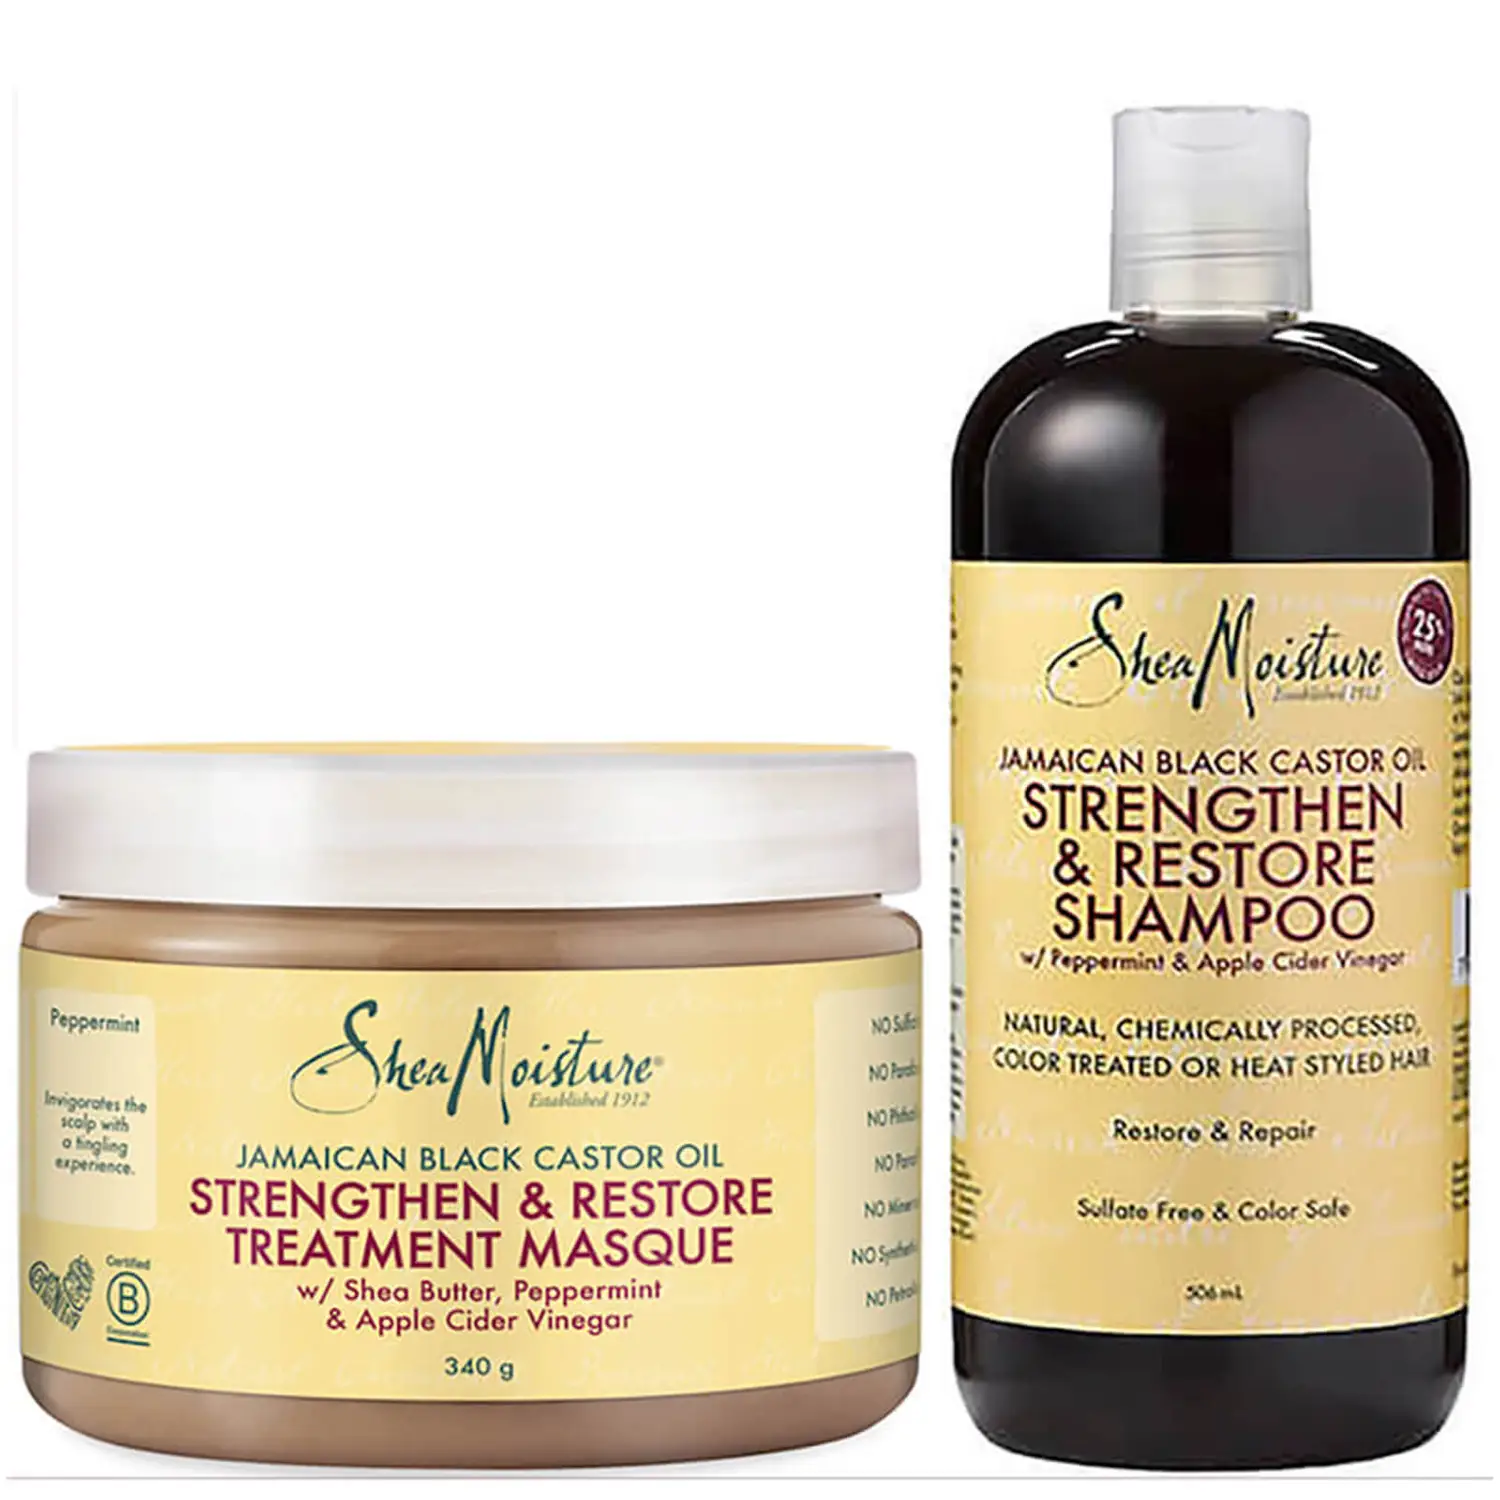 Peppermint
Invigorates the
scalp with
a tingling
experience.
Certified
B
Corporation
SheaMoisture®
Established 1912
JAMAICAN BLACK CASTOR OIL
STRENGTHEN & RESTORE
TREATMENT MASQUE
w/ Shea Butter, Peppermint
& Apple Cider Vinegar
340 g
NO
NO
NO
NO
NO
NO
NO
SheaMoisture
Established 1912
25%
JAMAICAN BLACK CASTOR OIL
STRENGTHEN
& RESTORE
SHAMPOO
w/ Peppermint & Apple Cider Vinegar
NATURAL, CHEMICALLY PROCESSED,
COLOR TREATED OR HEAT STYLED HAIR
Restore & Repair
Sulfate Free & Color Safe
506 mL